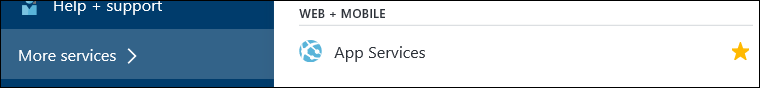 Help + support
More services
WEB + MOBILE
App Services